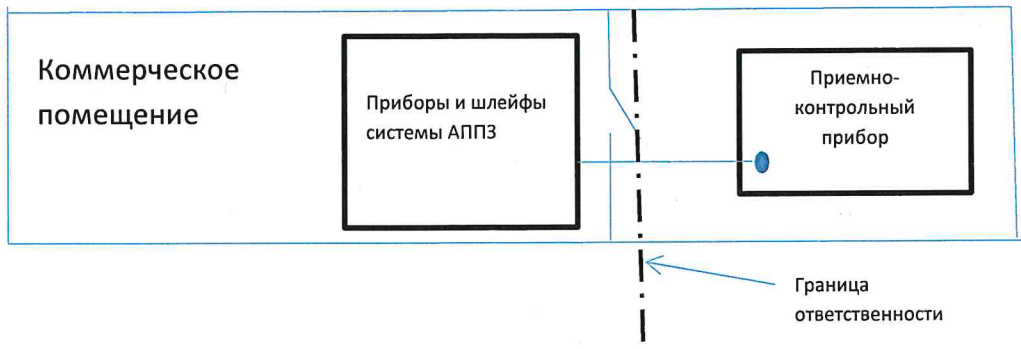 Коммерческое
помещение
Приборы и шлейфы
системы АППЗ
Приемно-
контрольный
прибор
Граница
ответственности